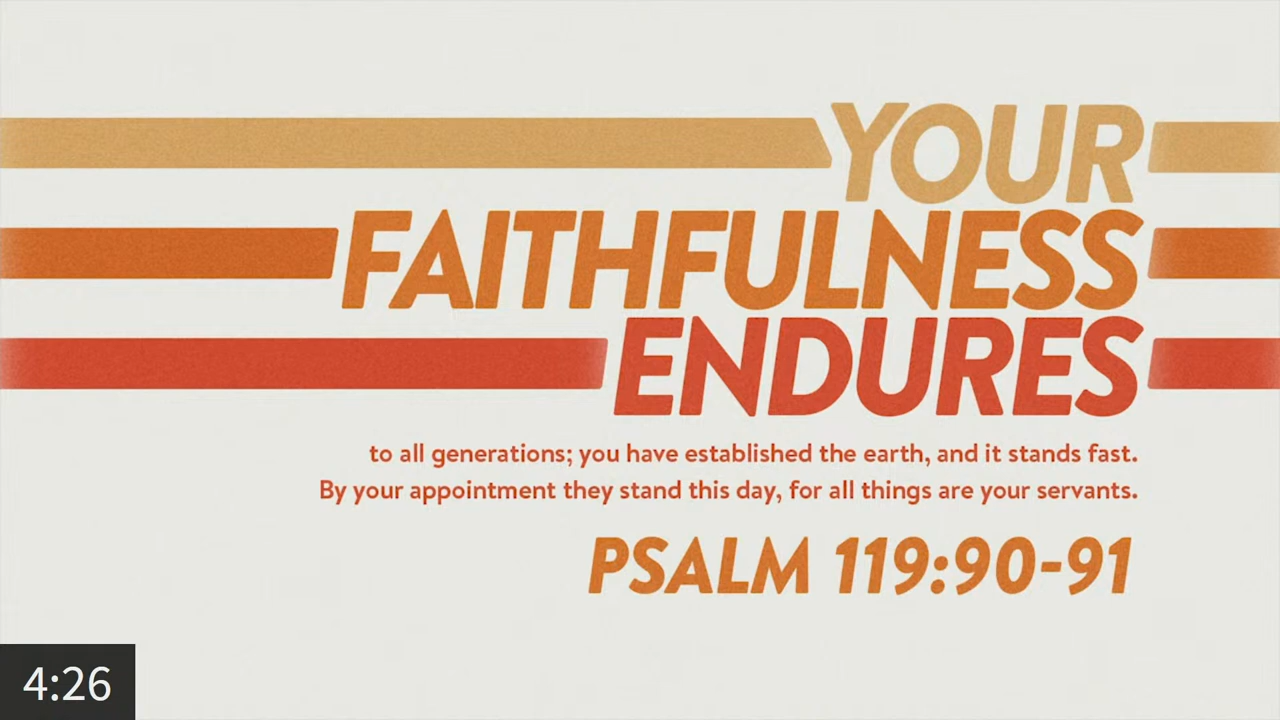 YOUR
FAITHFULNESS
ENDURES
to all generations; you have established the earth, and it stands fast.
By your appointment they stand this day, for all things are your servants.
PSALM 119:90-91
4:26